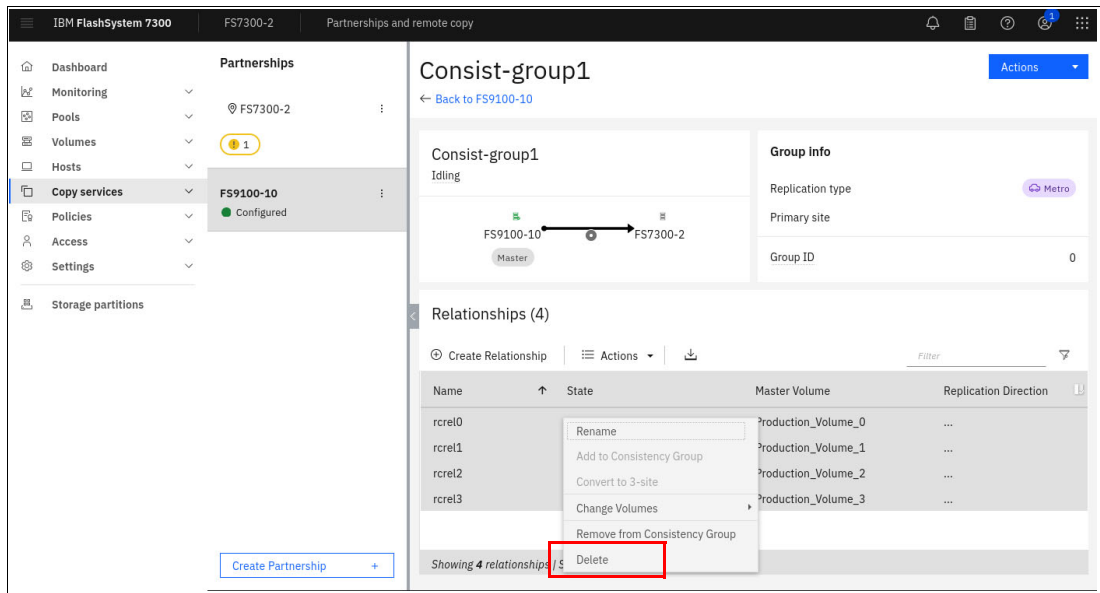 IBM FlashSystem 7300
FS7300-2
Partnerships and remote copy
1
Dashboard
Monitoring
Pools
Volumes
Hosts
Copy services
Policies
Access
Settings
Storage partitions
Partnerships
FS7300-2
1
FS9100-10
Configured
Create Partnership +
Consist-group1
Actions
← Back to FS9100-10
Consist-group1
Idling
FS9100-10
FS7300-2
Master
Group info
Replication type Metro
Primary site
Group ID 0
Relationships (4)
Create Relationship Actions Filter
Name State Master Volume Replication Direction
rcrel0 Production_Volume_0 ...
rcrel1 Production_Volume_1 ...
rcrel2 Production_Volume_2 ...
rcrel3 Production_Volume_3 ...
Rename
Add to Consistency Group
Convert to 3-site
Change Volumes
Remove from Consistency Group
Delete
Showing 4 relationships | S